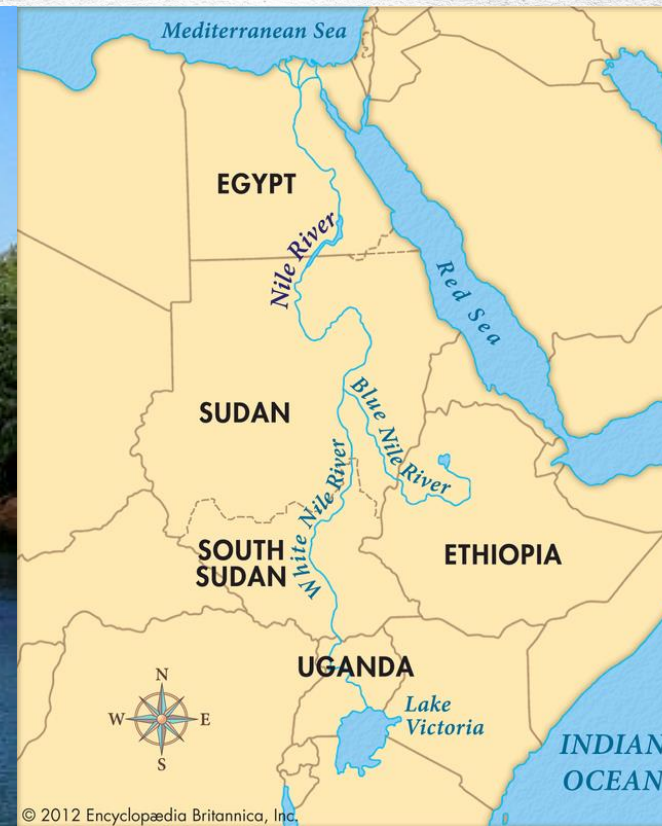 Mediterranean Sea
EGYPT
Nile River
Red Sea
SUDAN
Blue Nile River
White Nile River
SOUTH
SUDAN
ETHIOPIA
UGANDA
N
W
E
S
Lake
Victoria
INDIAN
OCEAN
© 2012 Encyclopædia Britannica, Inc.